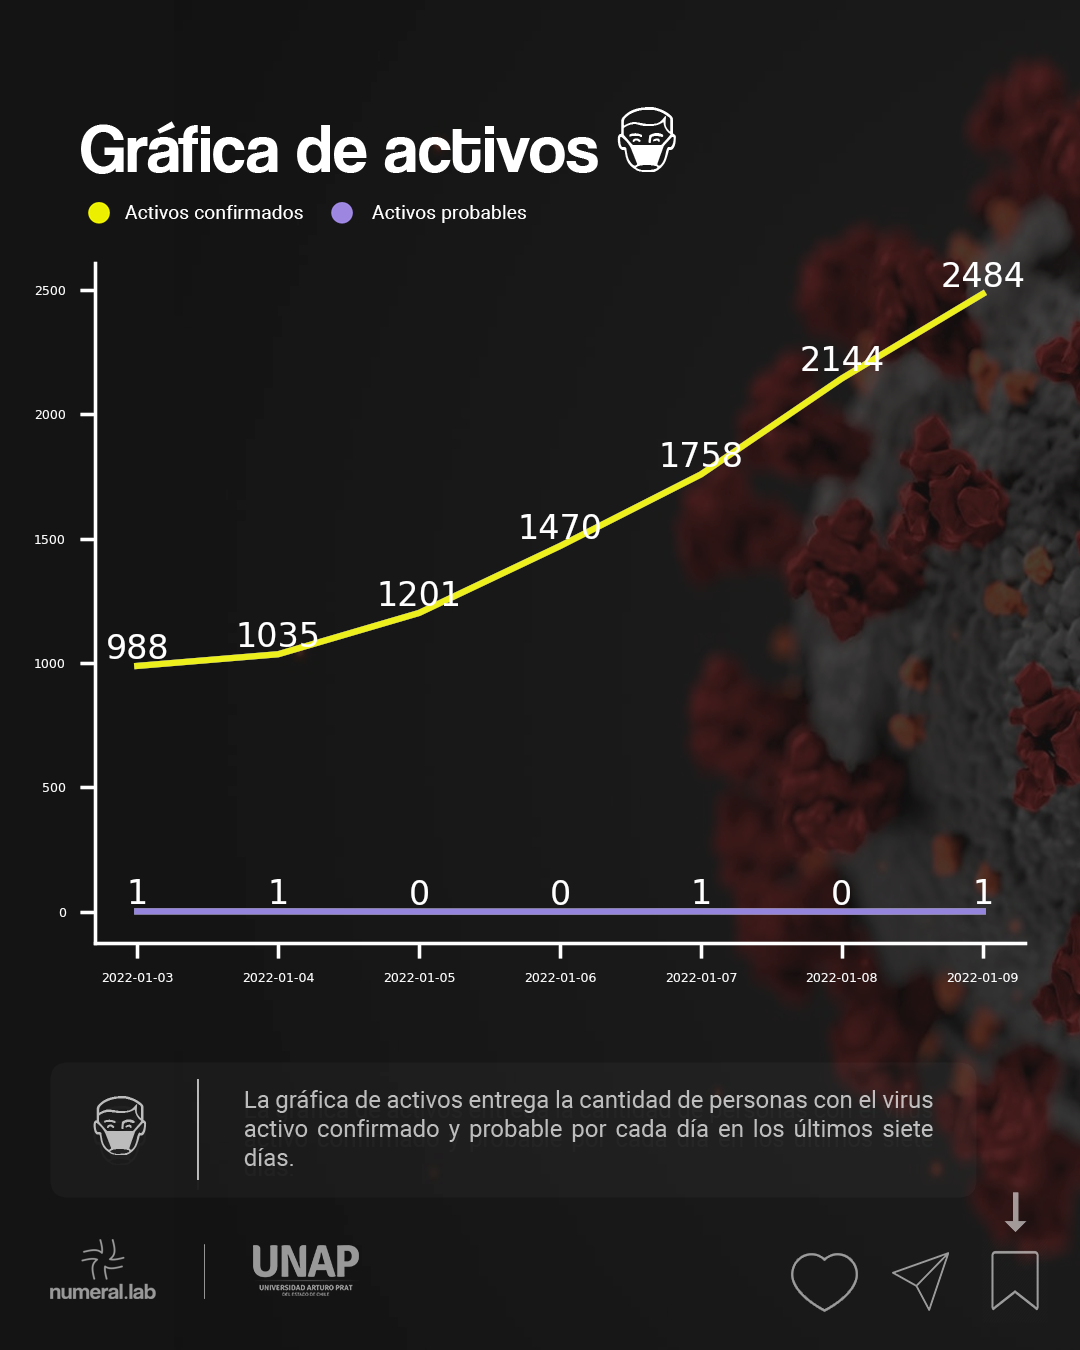 Gráfica de activos
Activos confirmados Activos probables
2500
2000
1500
1000
500
0
988 1035 1201 1470 1758 2144 2484
1 1 0 0 1 0 1
2022-01-03 2022-01-04 2022-01-05 2022-01-06 2022-01-07 2022-01-08 2022-01-09
La gráfica de activos entrega la cantidad de personas con el virus
activo confirmado y probable por cada día en los últimos siete
días.
numeral.lab
UNAP
UNIVERSIDAD ARTURO PRAT
DEL ESTADO DE CHILE